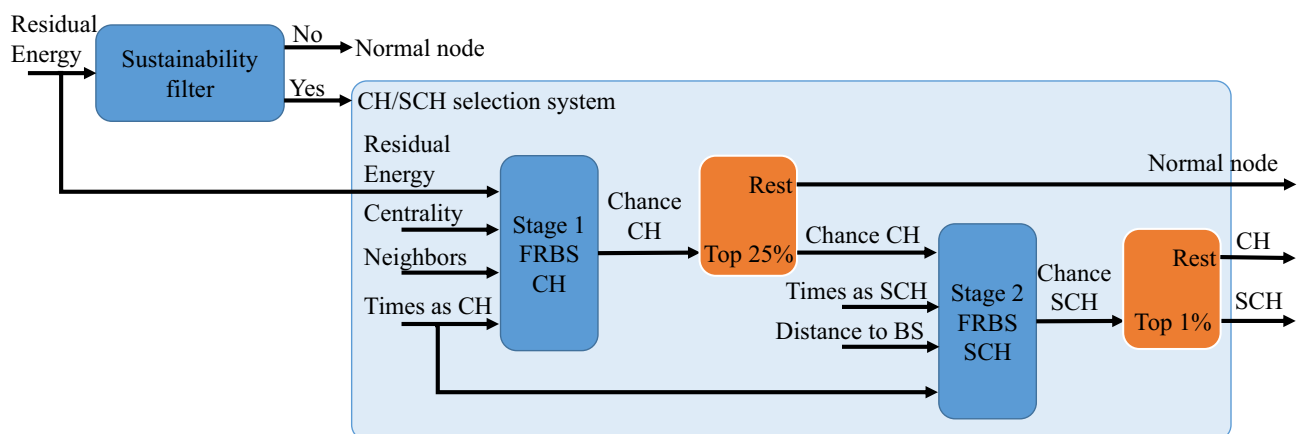 Residual
Energy
Sustainability
filter
No
Normal node
Yes
CH/SCH selection system
Residual
Energy
Centrality
Neighbors
Times as CH
Stage 1
FRBS
CH
Chance
CH
Rest
Top 25%
Normal node
Chance CH
Times as SCH
Distance to BS
Stage 2
FRBS
SCH
Chance
SCH
Rest
Top 1%
CH
SCH